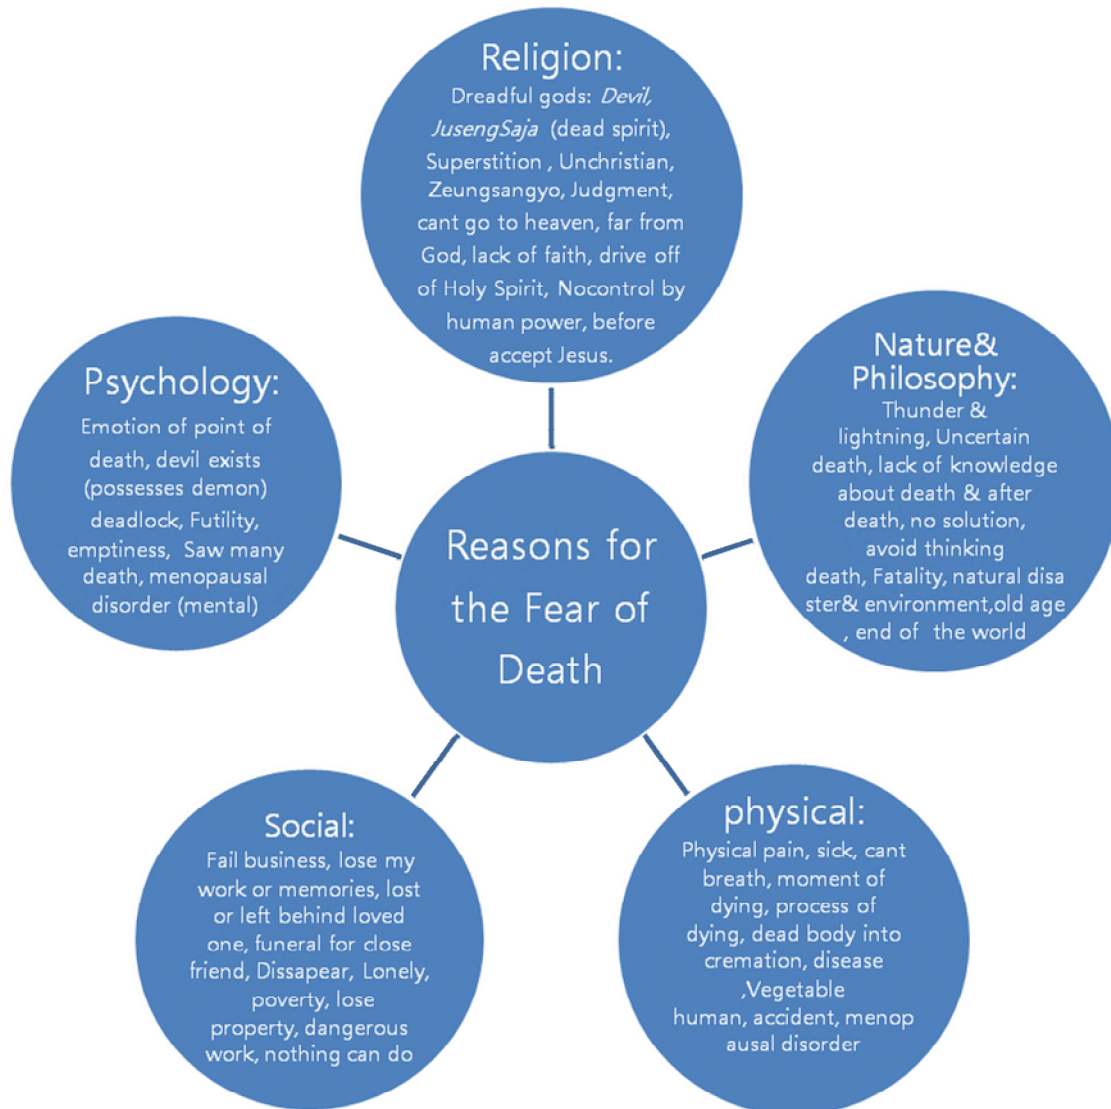 Religion:
Dreadful gods: Devil,
JusengSaja (dead spirit),
Superstition , Unchristian,
Zeungsangyo, Judgment,
cant go to heaven, far from
God, lack of faith, drive off
of Holy Spirit, Nocontrol by
human power, before
accept Jesus.
Nature&
Philosophy:
Thunder &
lightning, Uncertain
death, lack of knowledge
about death & after
death, no solution,
avoid thinking
death, Fatality, natural disa
ster& environment,old age
, end of the world
physical:
Physical pain, sick, cant
breath, moment of
dying, process of
dying, dead body into
cremation, disease
,Vegetable
human, accident, menop
ausal disorder
Social:
Fail business, lose my
work or memories, lost
or left behind loved
one, funeral for close
friend, Dissapear, Lonely,
poverty, lose
property, dangerous
work, nothing can do
Psychology:
Emotion of point of
death, devil exists
(possesses demon)
deadlock, Futility,
emptiness, Saw many
death, menopausal
disorder (mental)
Reasons for
the Fear of
Death